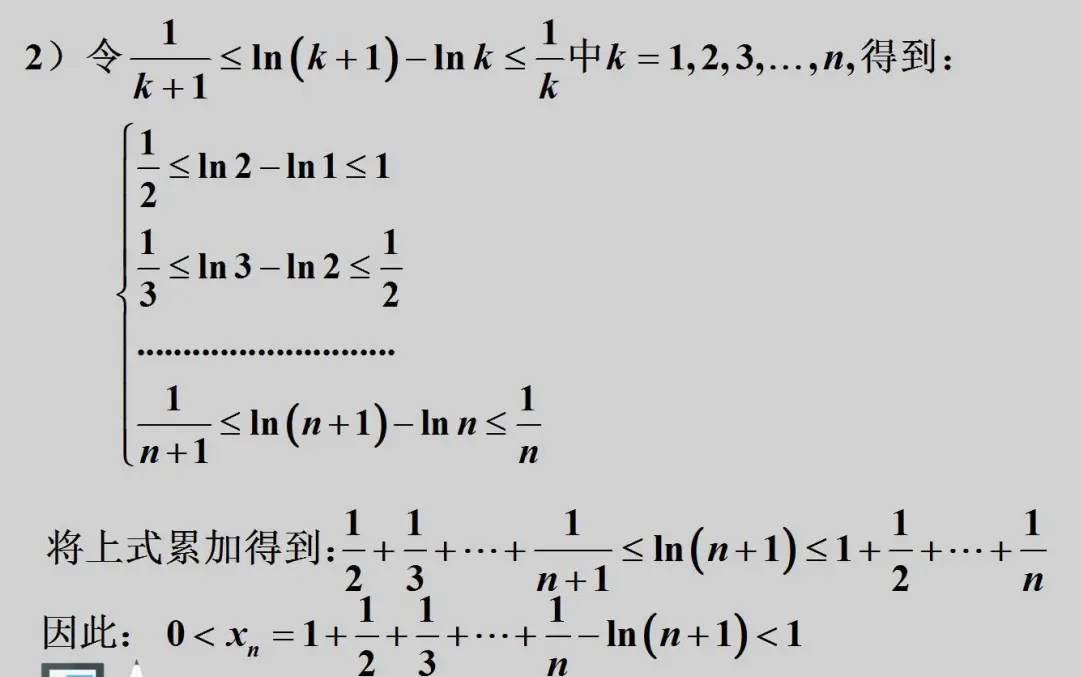 2）令 1/(k+1) ≤ ln(k+1) − ln k ≤ 1/k 中 k = 1,2,3,…,n, 得到：
1/2 ≤ ln 2 − ln 1 ≤ 1
1/3 ≤ ln 3 − ln 2 ≤ 1/2
............................
1/(n+1) ≤ ln(n+1) − ln n ≤ 1/n
将上式累加得到: 1/2 + 1/3 + ⋯ + 1/(n+1) ≤ ln(n+1) ≤ 1 + 1/2 + ⋯ + 1/n
因此： 0 < xₙ = 1 + 1/2 + 1/3 + ⋯ + 1/n − ln(n+1) < 1